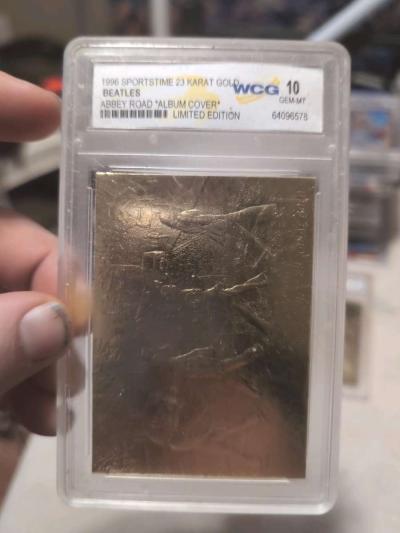 1996 SPORTSTIME 23 KARAT GOLD
BEATLES
ABBEY ROAD "ALBUM COVER"
LIMITED EDITION
WCG
10
GEM-MT
64096578